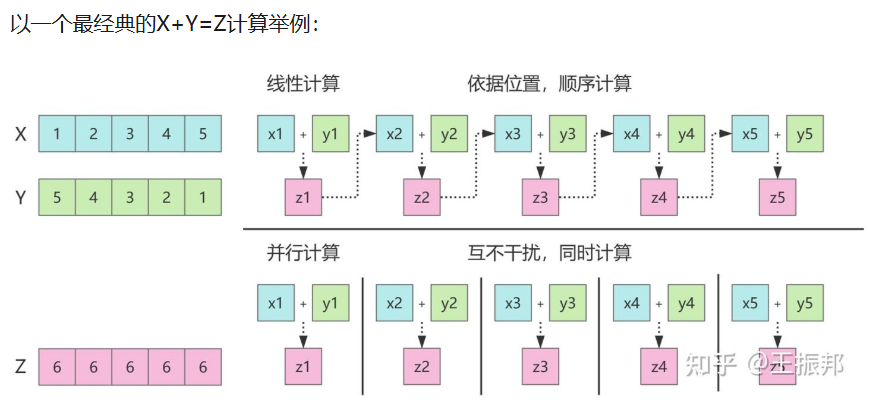 以一个最经典的X+Y=Z计算举例：
线性计算 依据位置，顺序计算
X 1 2 3 4 5 x1 + y1 x2 + y2 x3 + y3 x4 + y4 x5 + y5
Y 5 4 3 2 1 z1 z2 z3 z4 z5
并行计算 互不干扰，同时计算
x1 + y1 x2 + y2 x3 + y3 x4 + y4 x5 + y5
Z 6 6 6 6 6 z1 z2 z3 z4 z5
知乎 @王振邦